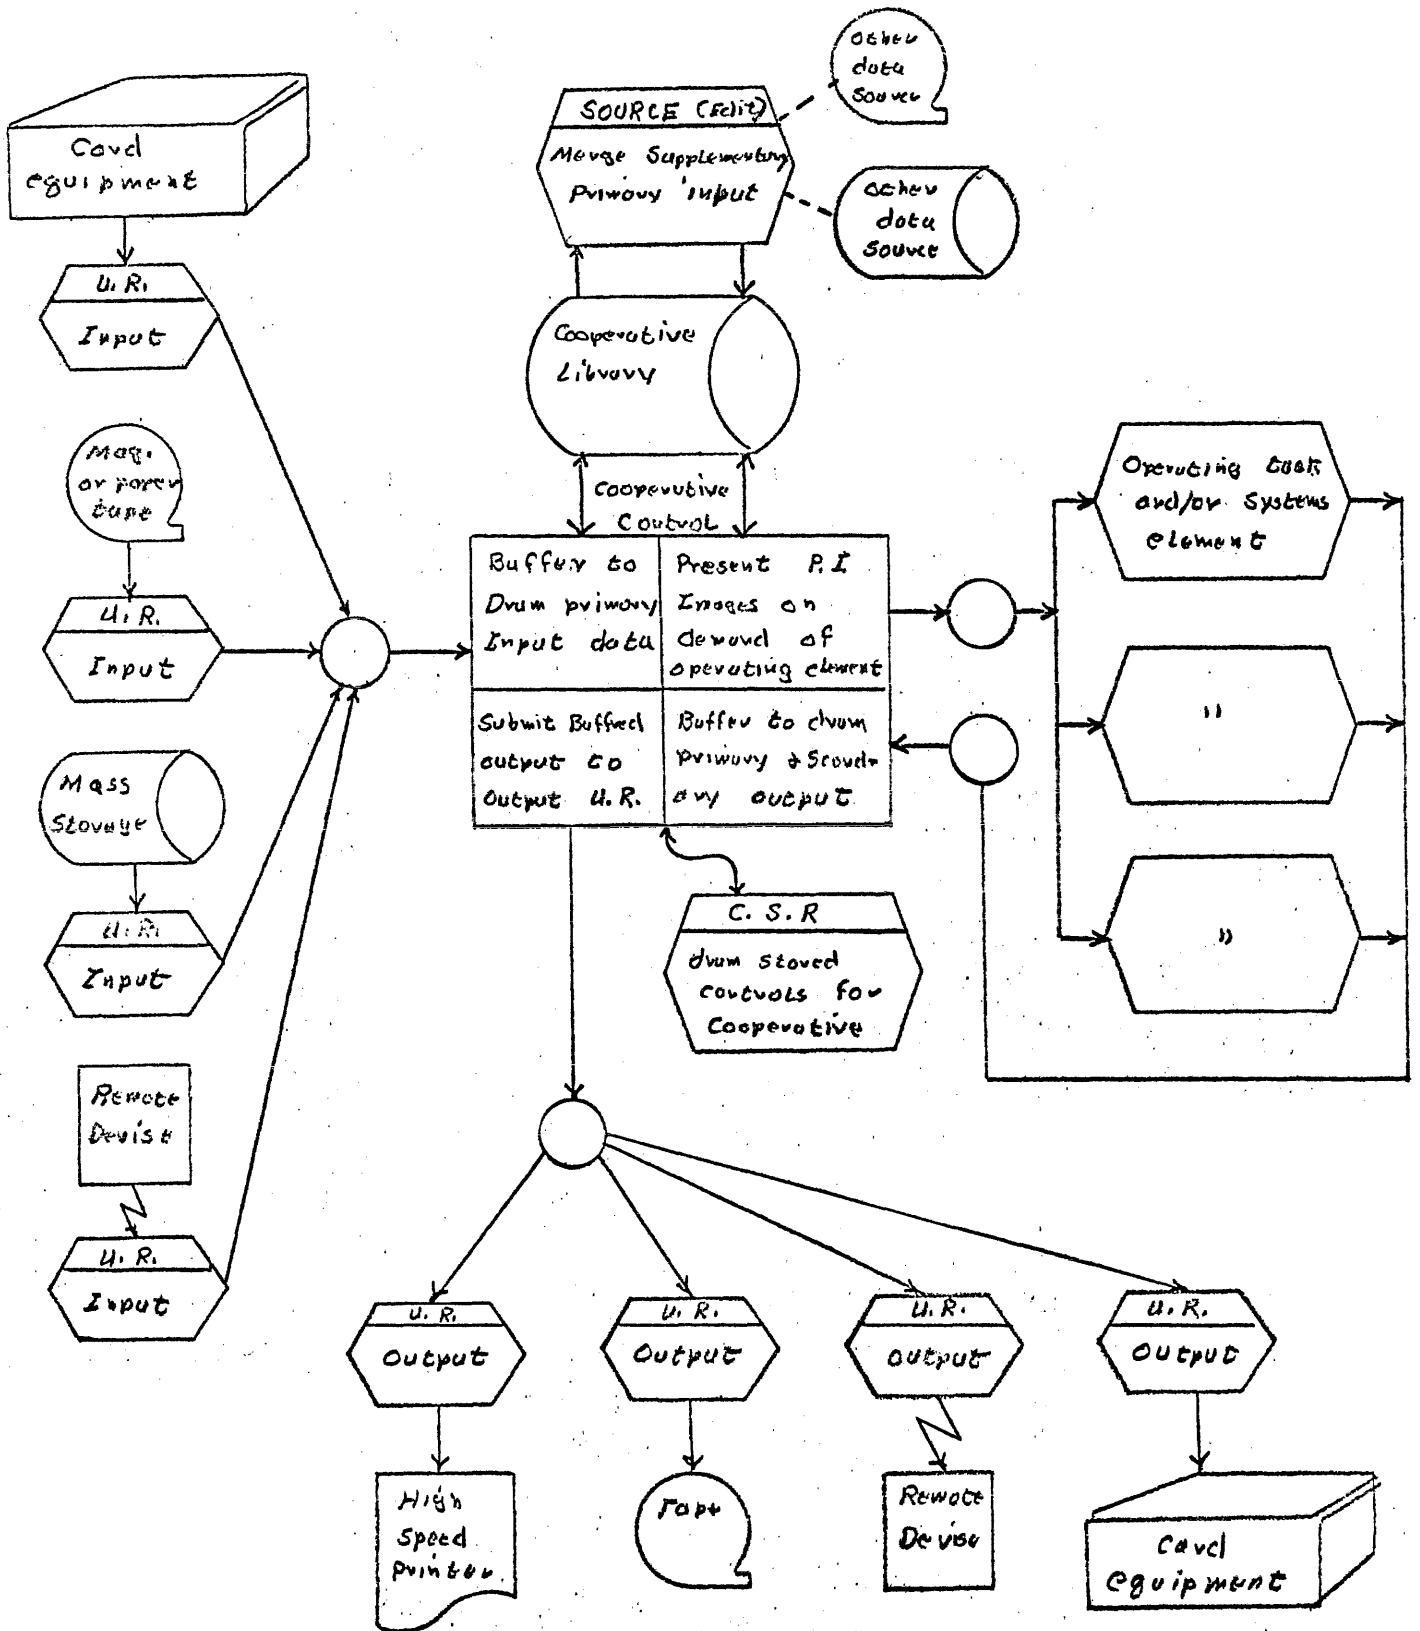 Other
data
Source
SOURCE (Edit)
Merge Supplementing
Primary input
Other
data
Source
Card
equipment
U. R.
Input
Cooperative
Library
Mag.
or paper
tape
U. R.
Input
Cooperative
Control
Buffer to
Drum primary
Input data
Present P.I
Images on
demand of
operating element
Submit Buffred
output to
Output U.R.
Buffer to drum
Primary + Second-
ary output
Operating task
and/or Systems
element
"
"
Mass
Storage
U.R.
Input
C. S. R
drum stored
controls for
Cooperative
Remote
Devise
U. R.
Input
U. R.
Output
U. R.
Output
U. R.
Output
U. R.
Output
High
Speed
printer
Tape
Remote
Devise
Card
equipment